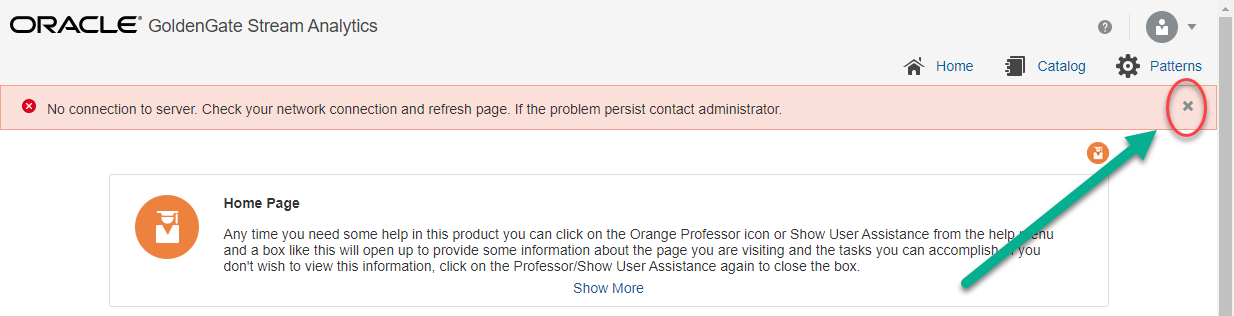 ORACLE GoldenGate Stream Analytics
Home Catalog Patterns
No connection to server. Check your network connection and refresh page. If the problem persist contact administrator.
Home Page
Any time you need some help in this product you can click on the Orange Professor icon or Show User Assistance from the help menu
and a box like this will open up to provide some information about the page you are visiting and the tasks you can accomplish. you
don't wish to view this information, click on the Professor/Show User Assistance again to close the box.
Show More